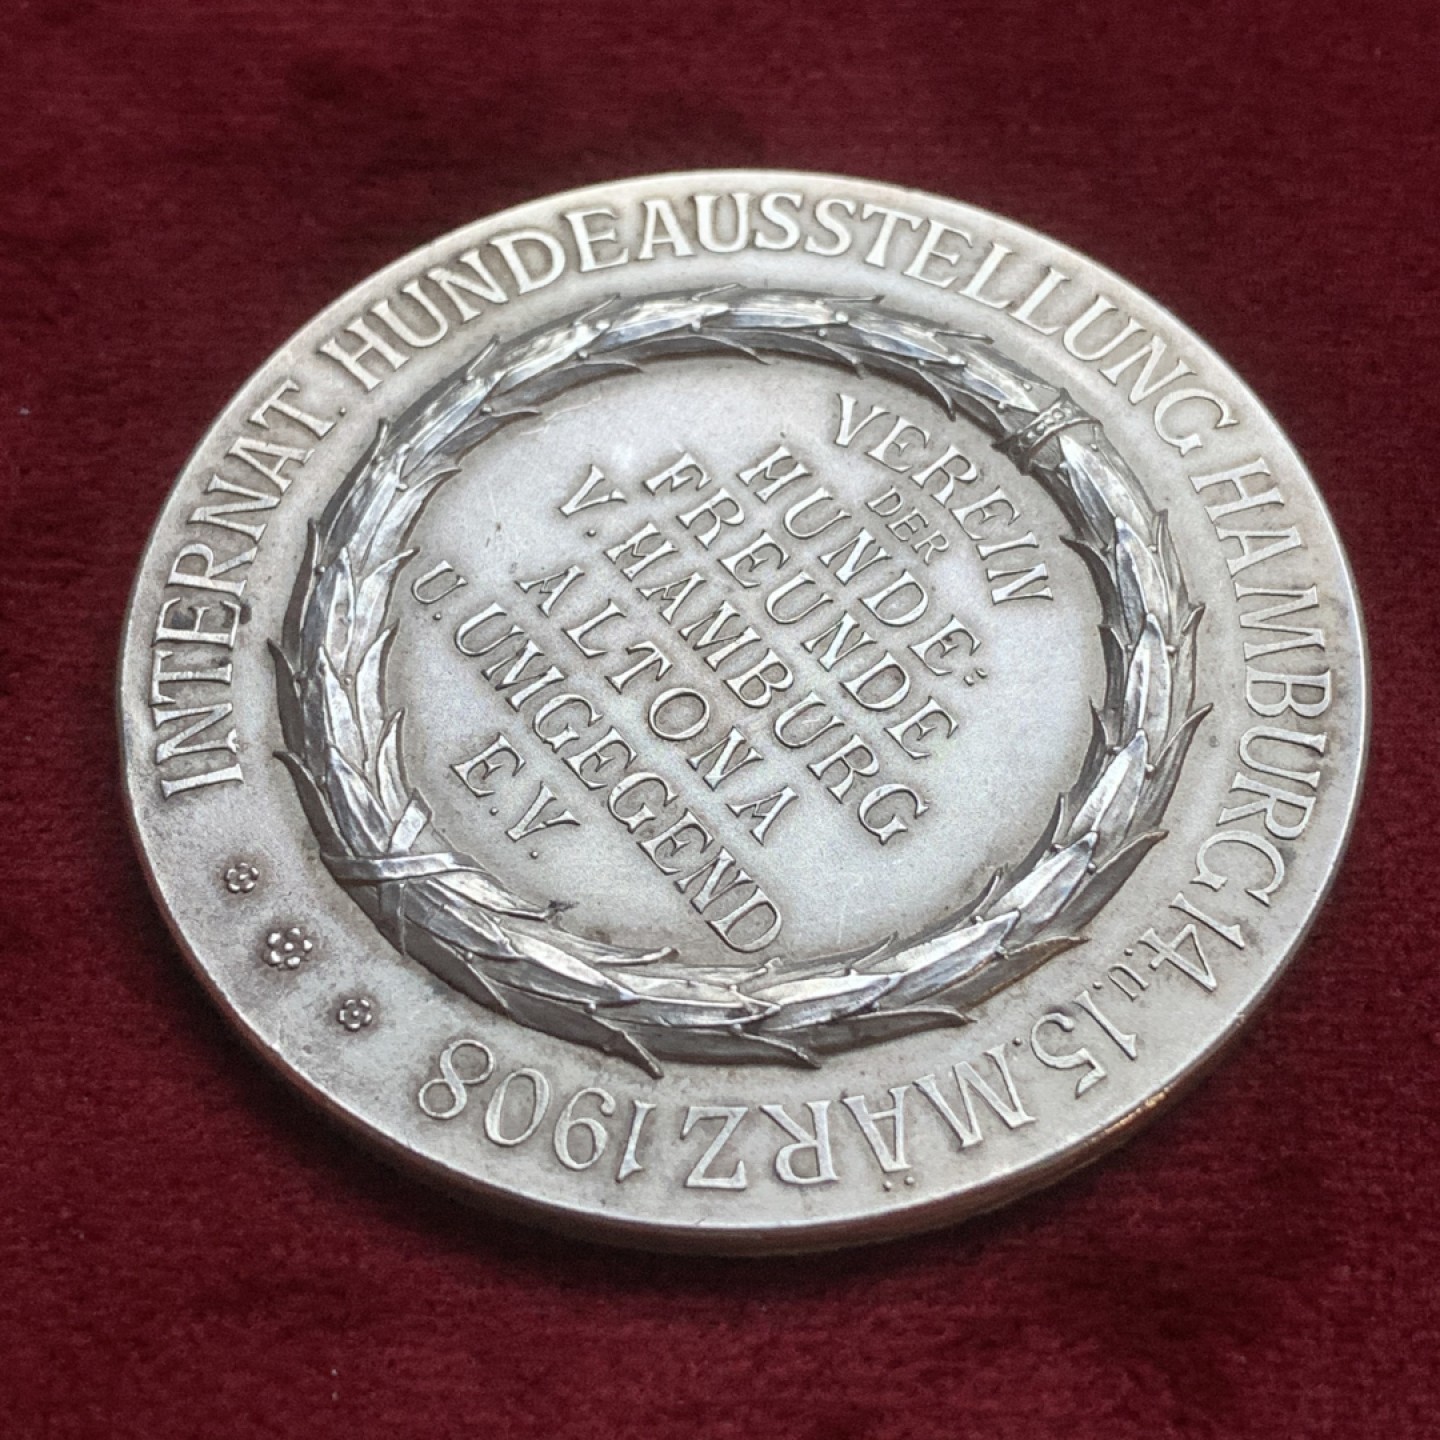 INTERNAT. HUNDEAUSSTELLUNG HAMBURG 14. u. 15. MÄRZ 1908
VEREIN
DER
HUNDE:
FREUNDE
V. HAMBURG
ALTONA
U. UMGEGEND
E.V.